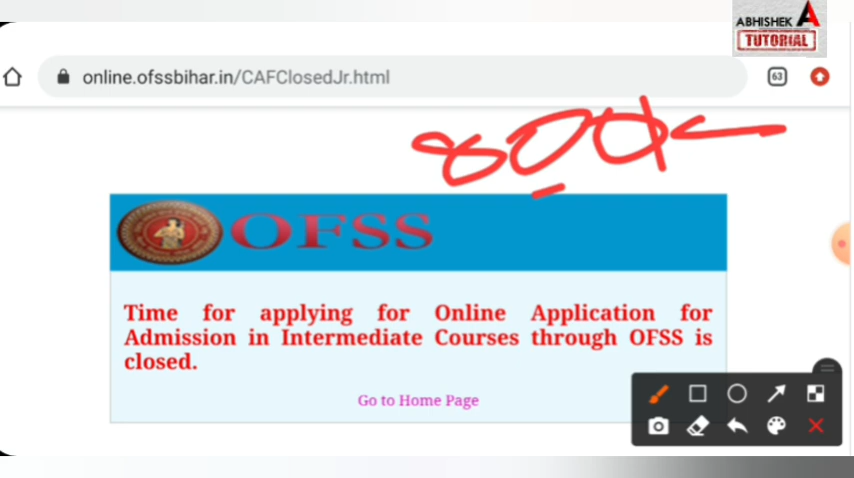 ABHISHEK A
TUTORIAL
online.ofssbihar.in/CAFClosedJr.html
63
OFSS
Time for applying for Online Application for
Admission in Intermediate Courses through OFSS is
closed.
Go to Home Page